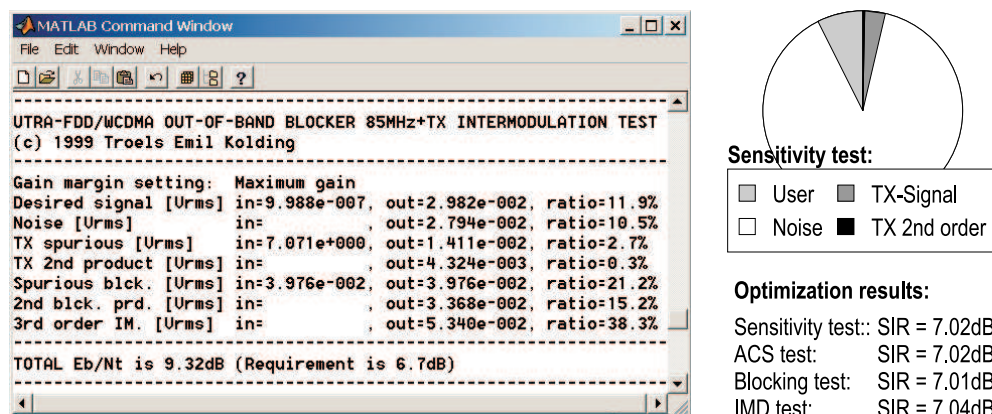 MATLAB Command Window
File Edit Window Help
UTRA-FDD/WCDMA OUT-OF-BAND BLOCKER 85MHz+TX INTERMODULATION TEST
(c) 1999 Troels Emil Kolding
Gain margin setting: Maximum gain
Desired signal [Vrms] in=9.988e-007, out=2.982e-002, ratio=11.9%
Noise [Vrms] in= , out=2.794e-002, ratio=10.5%
TX spurious [Vrms] in=7.071e+000, out=1.411e-002, ratio=2.7%
TX 2nd product [Vrms] in= , out=4.324e-003, ratio=0.3%
Spurious blck. [Vrms] in=3.976e-002, out=3.976e-002, ratio=21.2%
2nd blck. prd. [Vrms] in= , out=3.368e-002, ratio=15.2%
3rd order IM. [Vrms] in= , out=5.340e-002, ratio=38.3%
TOTAL Eb/Nt is 9.32dB (Requirement is 6.7dB)
Sensitivity test:
User TX-Signal
Noise TX 2nd order
Optimization results:
Sensitivity test:: SIR = 7.02dB
ACS test: SIR = 7.02dB
Blocking test: SIR = 7.01dB
IMD test: SIR = 7.04dB